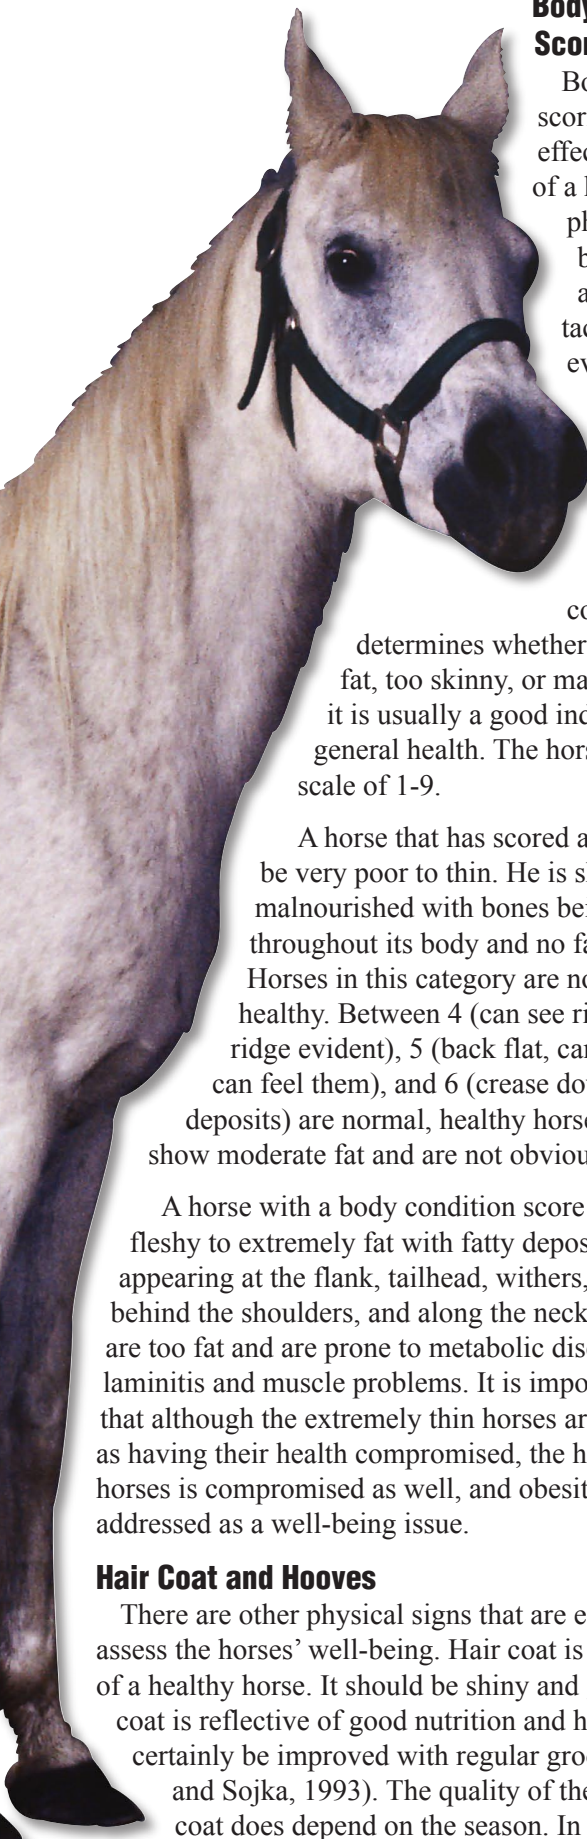 Body
Scor
Bo
scor
effec
of a
ph
b
a
tac
ev
co
determines whether
fat, too skinny, or ma
it is usually a good ind
general health. The hors
scale of 1-9.
A horse that has scored a
be very poor to thin. He is s
malnourished with bones bei
throughout its body and no fa
Horses in this category are no
healthy. Between 4 (can see ri
ridge evident), 5 (back flat, can
can feel them), and 6 (crease do
deposits) are normal, healthy horse
show moderate fat and are not obviou
A horse with a body condition score
fleshy to extremely fat with fatty depos
appearing at the flank, tailhead, withers,
behind the shoulders, and along the neck
are too fat and are prone to metabolic dis
laminitis and muscle problems. It is impo
that although the extremely thin horses ar
as having their health compromised, the h
horses is compromised as well, and obesit
addressed as a well-being issue.
Hair Coat and Hooves
There are other physical signs that are e
assess the horses’ well-being. Hair coat is
of a healthy horse. It should be shiny and
coat is reflective of good nutrition and h
certainly be improved with regular gro
and Sojka, 1993). The quality of the
coat does depend on the season. In